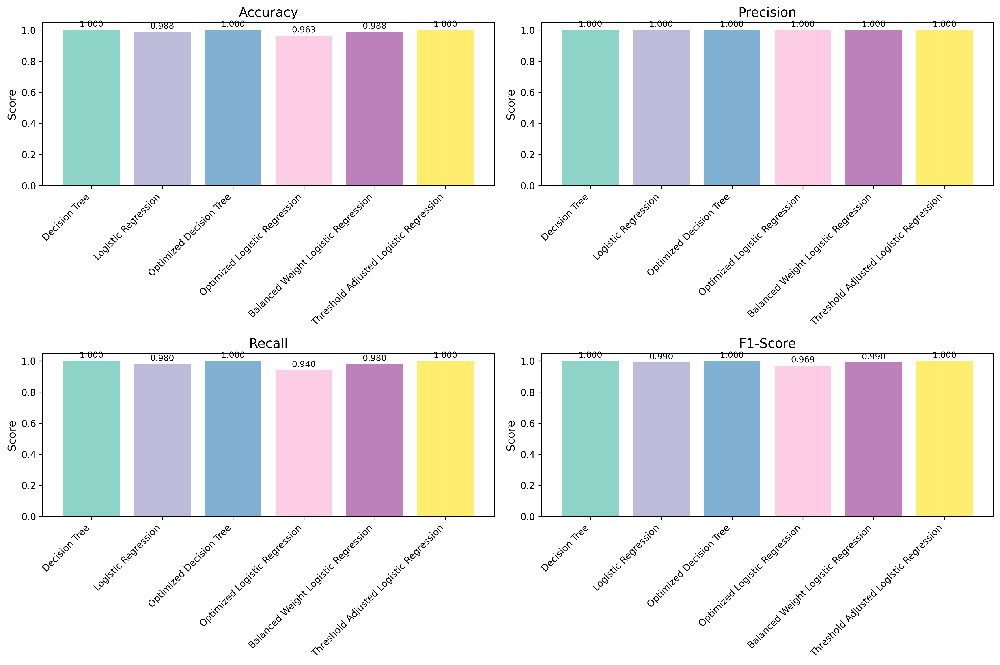 Accuracy
1.000
0.988
1.000
0.963
0.988
1.000
1.0
0.8
0.6
0.4
0.2
0.0
Score
Decision Tree
Logistic Regression
Optimized Decision Tree
Optimized Logistic Regression
Balanced Weight Logistic Regression
Threshold Adjusted Logistic Regression
Precision
1.000
1.000
1.000
1.000
1.000
1.000
1.0
0.8
0.6
0.4
0.2
0.0
Score
Decision Tree
Logistic Regression
Optimized Decision Tree
Optimized Logistic Regression
Balanced Weight Logistic Regression
Threshold Adjusted Logistic Regression
Recall
1.000
0.980
1.000
0.940
0.980
1.000
1.0
0.8
0.6
0.4
0.2
0.0
Score
Decision Tree
Logistic Regression
Optimized Decision Tree
Optimized Logistic Regression
Balanced Weight Logistic Regression
Threshold Adjusted Logistic Regression
F1-Score
1.000
0.990
1.000
0.969
0.990
1.000
1.0
0.8
0.6
0.4
0.2
0.0
Score
Decision Tree
Logistic Regression
Optimized Decision Tree
Optimized Logistic Regression
Balanced Weight Logistic Regression
Threshold Adjusted Logistic Regression